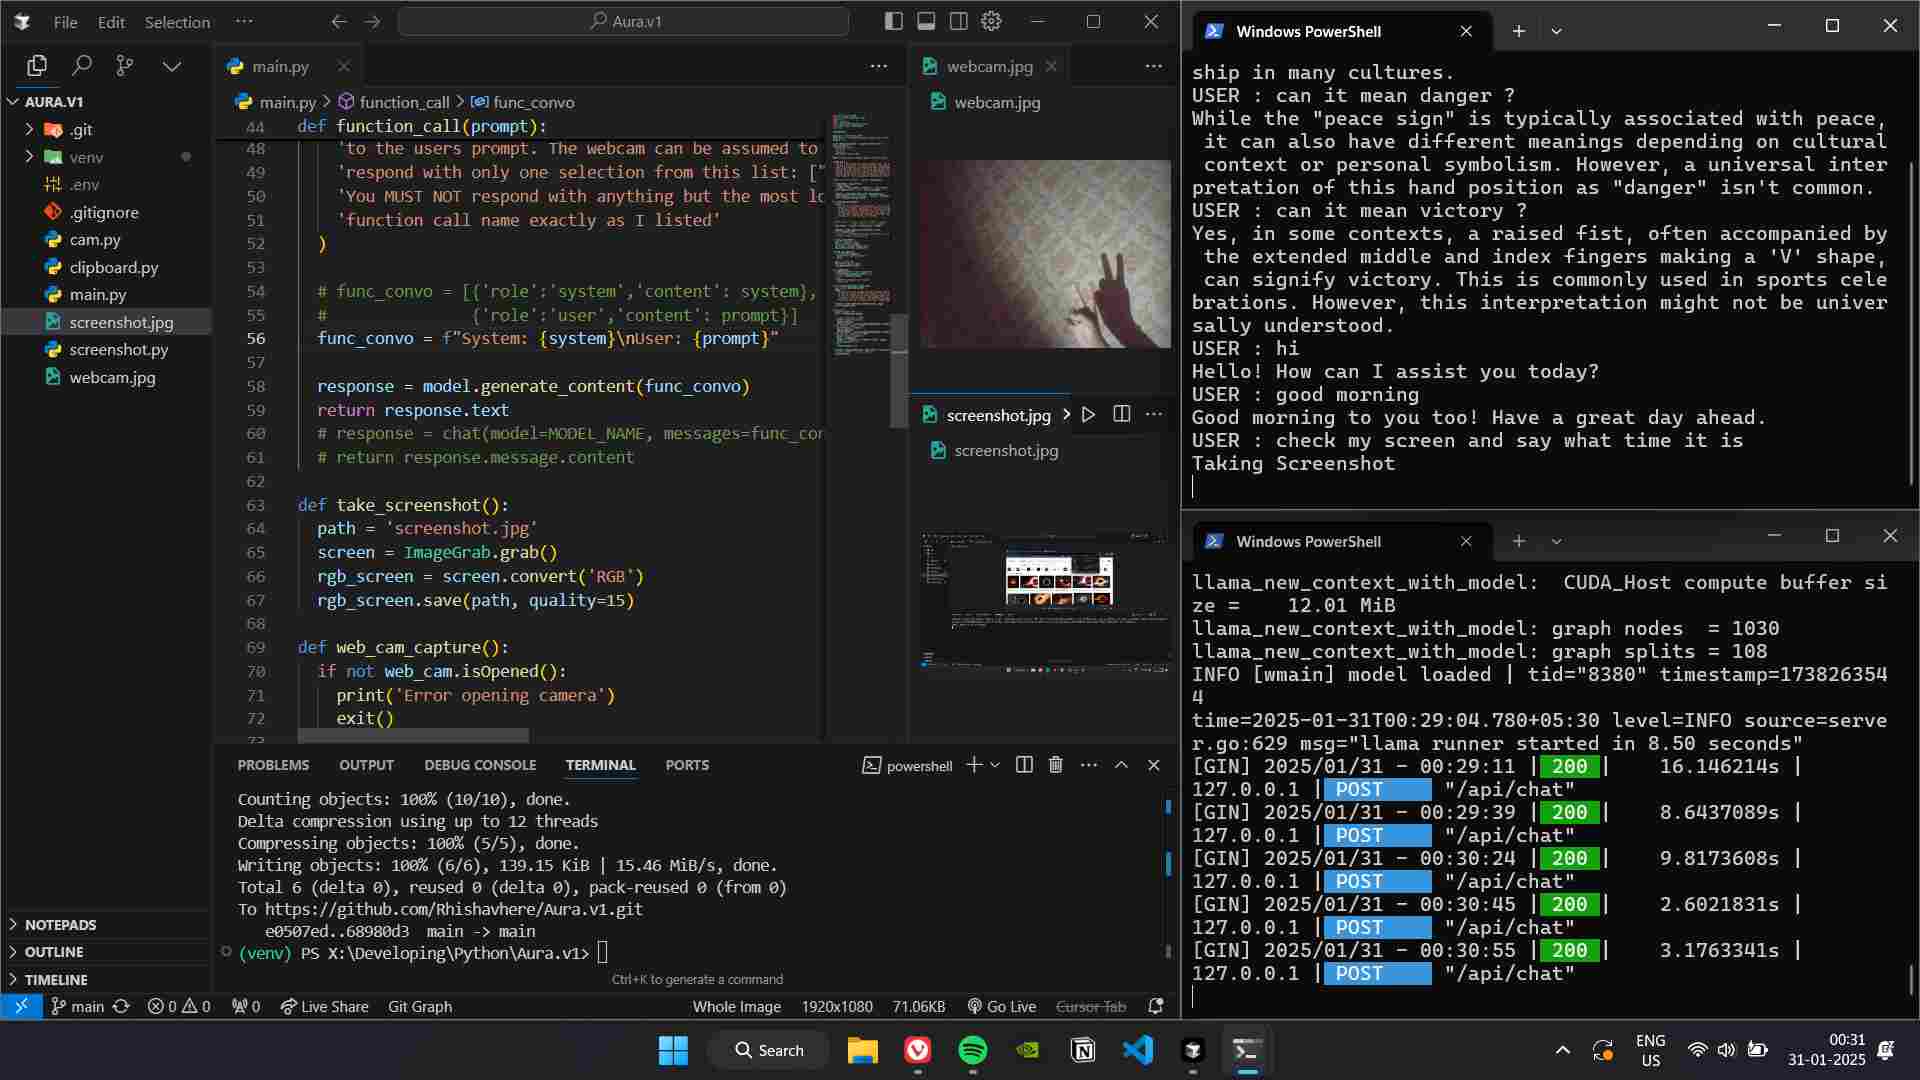 File Edit Selection ···
Aura.v1
AURA.V1
.git
venv
.env
.gitignore
cam.py
clipboard.py
main.py
screenshot.jpg
screenshot.py
webcam.jpg
NOTEPADS
OUTLINE
TIMELINE
main.py
main.py > function_call > func_convo
44 def function_call(prompt):
48 'to the users prompt. The webcam can be assumed to
49 'respond with only one selection from this list: ["
50 'You MUST NOT respond with anything but the most lo
51 'function call name exactly as I listed'
52 )
53
54 # func_convo = [{'role':'system','content': system},
55 # {'role':'user','content': prompt}]
56 func_convo = f"System: {system}\nUser: {prompt}"
57
58 response = model.generate_content(func_convo)
59 return response.text
60 # response = chat(model=MODEL_NAME, messages=func_con
61 # return response.message.content
62
63 def take_screenshot():
64 path = 'screenshot.jpg'
65 screen = ImageGrab.grab()
66 rgb_screen = screen.convert('RGB')
67 rgb_screen.save(path, quality=15)
68
69 def web_cam_capture():
70 if not web_cam.isOpened():
71 print('Error opening camera')
72 exit()
73
webcam.jpg
webcam.jpg
screenshot.jpg
screenshot.jpg
PROBLEMS OUTPUT DEBUG CONSOLE TERMINAL PORTS powershell
Counting objects: 100% (10/10), done.
Delta compression using up to 12 threads
Compressing objects: 100% (5/5), done.
Writing objects: 100% (6/6), 139.15 KiB | 15.46 MiB/s, done.
Total 6 (delta 0), reused 0 (delta 0), pack-reused 0 (from 0)
To https://github.com/Rhishavhere/Aura.v1.git
e0507ed..68980d3 main -> main
(venv) PS X:\Developing\Python\Aura.v1>
Ctrl+K to generate a command
main 0 0 0 Live Share Git Graph Whole Image 1920x1080 71.06KB Go Live Cursor Tab
Windows PowerShell
ship in many cultures.
USER : can it mean danger ?
While the "peace sign" is typically associated with peace,
it can also have different meanings depending on cultural
context or personal symbolism. However, a universal inter
pretation of this hand position as "danger" isn't common.
USER : can it mean victory ?
Yes, in some contexts, a raised fist, often accompanied by
the extended middle and index fingers making a 'V' shape,
can signify victory. This is commonly used in sports cele
brations. However, this interpretation might not be univer
sally understood.
USER : hi
Hello! How can I assist you today?
USER : good morning
Good morning to you too! Have a great day ahead.
USER : check my screen and say what time it is
Taking Screenshot
Windows PowerShell
llama_new_context_with_model: CUDA_Host compute buffer si
ze = 12.01 MiB
llama_new_context_with_model: graph nodes = 1030
llama_new_context_with_model: graph splits = 108
INFO [wmain] model loaded | tid="8380" timestamp=173826354
4
time=2025-01-31T00:29:04.780+05:30 level=INFO source=serve
r.go:629 msg="llama runner started in 8.50 seconds"
[GIN] 2025/01/31 - 00:29:11 | 200 | 16.146214s |
127.0.0.1 | POST "/api/chat"
[GIN] 2025/01/31 - 00:29:39 | 200 | 8.6437089s |
127.0.0.1 | POST "/api/chat"
[GIN] 2025/01/31 - 00:30:24 | 200 | 9.8173608s |
127.0.0.1 | POST "/api/chat"
[GIN] 2025/01/31 - 00:30:45 | 200 | 2.6021831s |
127.0.0.1 | POST "/api/chat"
[GIN] 2025/01/31 - 00:30:55 | 200 | 3.1763341s |
127.0.0.1 | POST "/api/chat"
Search
ENG
US
00:31
31-01-2025